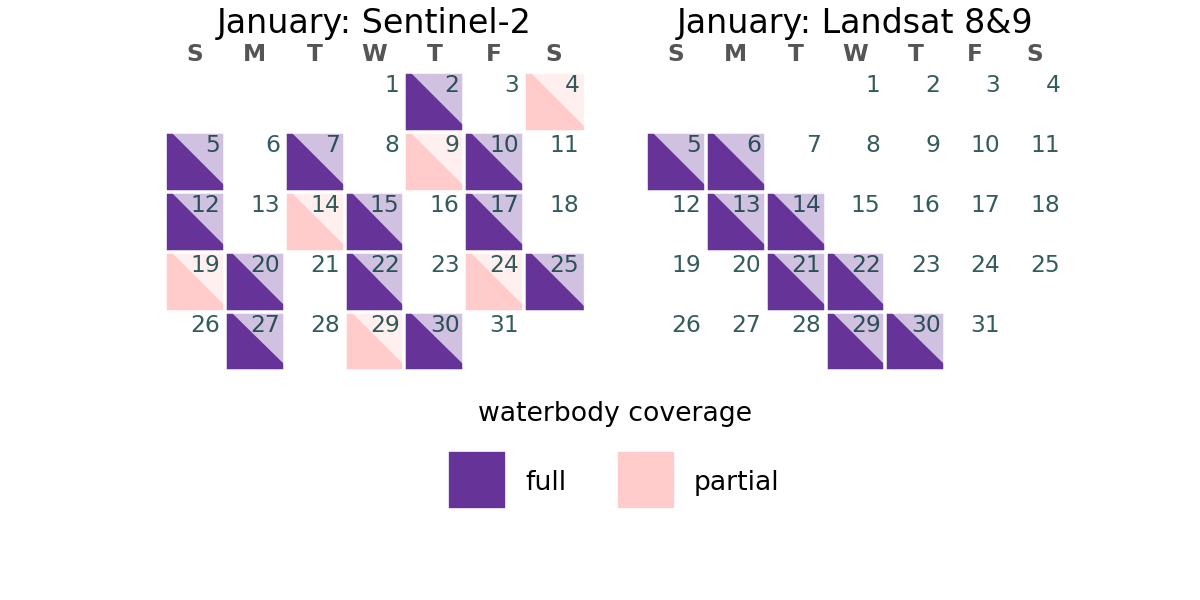 January: Sentinel-2
S M T W T F S
1 2 3 4
5 6 7 8 9 10 11
12 13 14 15 16 17 18
19 20 21 22 23 24 25
26 27 28 29 30 31
January: Landsat 8&9
S M T W T F S
1 2 3 4
5 6 7 8 9 10 11
12 13 14 15 16 17 18
19 20 21 22 23 24 25
26 27 28 29 30 31
waterbody coverage
full partial